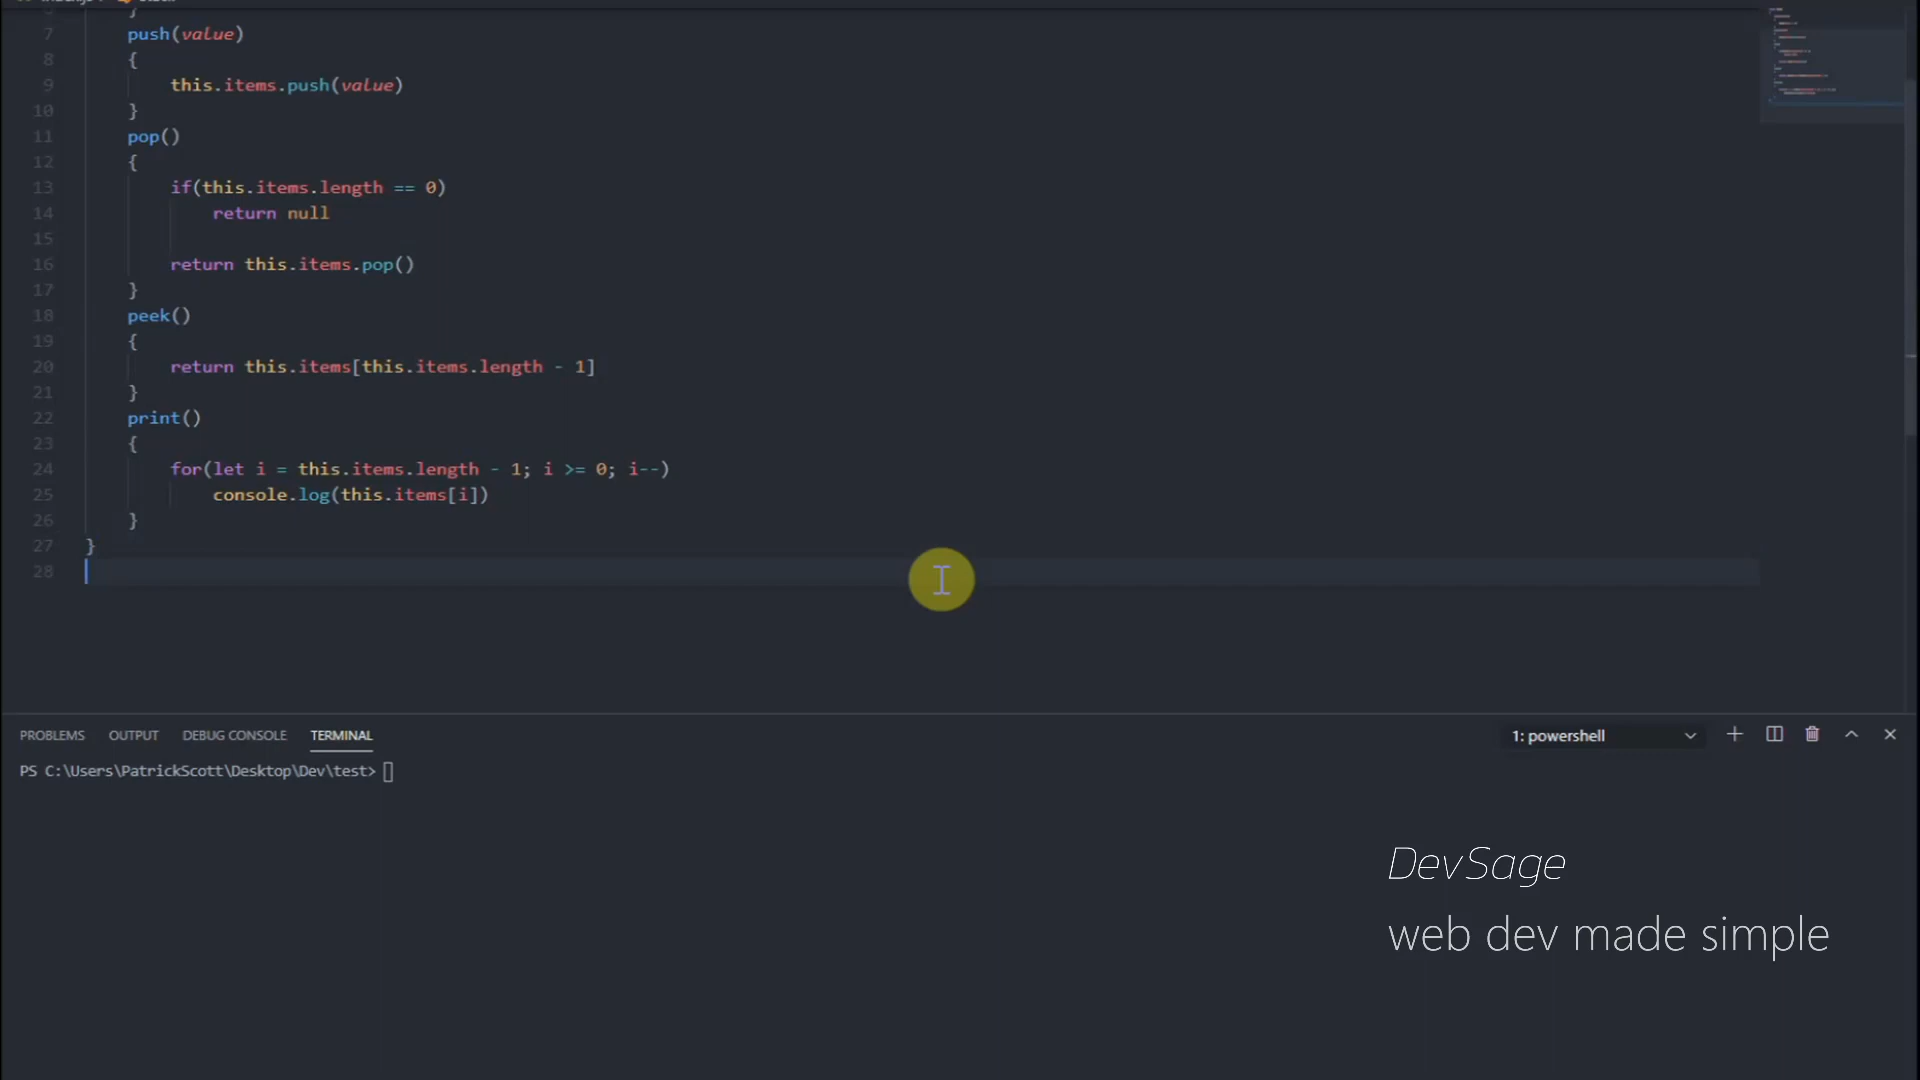 7 push(value)
8 {
9 this.items.push(value)
10 }
11 pop()
12 {
13 if(this.items.length == 0)
14 return null
15
16 return this.items.pop()
17 }
18 peek()
19 {
20 return this.items[this.items.length - 1]
21 }
22 print()
23 {
24 for(let i = this.items.length - 1; i >= 0; i--)
25 console.log(this.items[i])
26 }
27 }
28
PROBLEMS OUTPUT DEBUG CONSOLE TERMINAL 1: powershell
PS C:\Users\PatrickScott\Desktop\Dev\test>
DevSage
web dev made simple